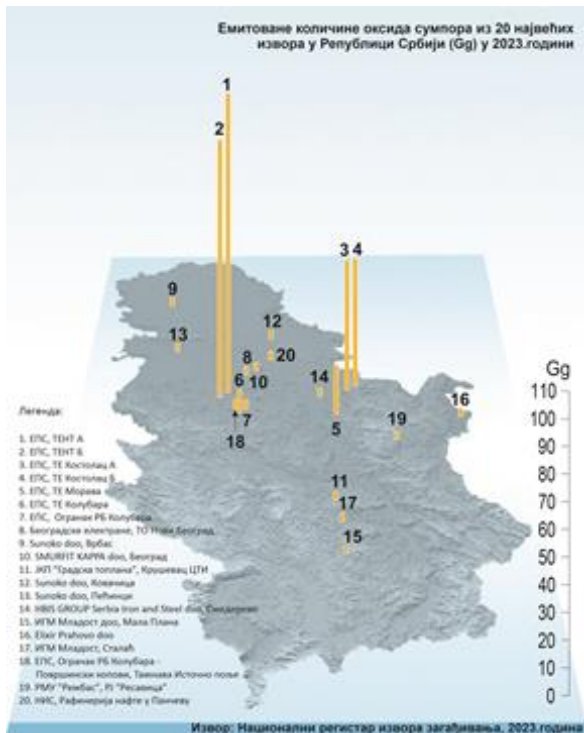 Емитоване количине оксида сумпора из 20 највећих
извора у Републици Србији (Gg) у 2023.години
1
2
3 4
9
12
13
8
20
6
10
14
16
7
5
19
18
11
17
15
Gg
110
100
90
80
70
60
50
40
30
20
10
0
Легенда:
1. ЕПС, ТЕНТ А
2. ЕПС, ТЕНТ Б
3. ЕПС, ТЕ Костолац А
4. ЕПС, ТЕ Костолац Б
5. ЕПС, ТЕ Морава
6. ЕПС, ТЕ Колубара
7. ЕПС, Огранак РБ Колубара
8. Београдске електране, ТО Нови Београд
9. Sunoko doo, Врбас
10. SMURFIT KAPPA doo, Београд
11. ЈКП "Градска топлана", Крушевац ЦТИ
12. Sunoko doo, Ковачица
13. Sunoko doo, Пећинци
14. HBIS GROUP Serbia Iron and Steel doo, Смедерево
15. ИГМ Младост доо, Мала Плана
16. Elixir Prahovo doo
17. ИГМ Младост, Сталаћ
18. ЕПС, Огранак РБ Колубара -
Површински копови, Тамнава Источно поље
19. РМУ "Рембас", РЈ "Ресавица"
20. НИС, Рафинерија нафте у Панчеву
Извор: Национални регистар извора загађивања, 2023.година